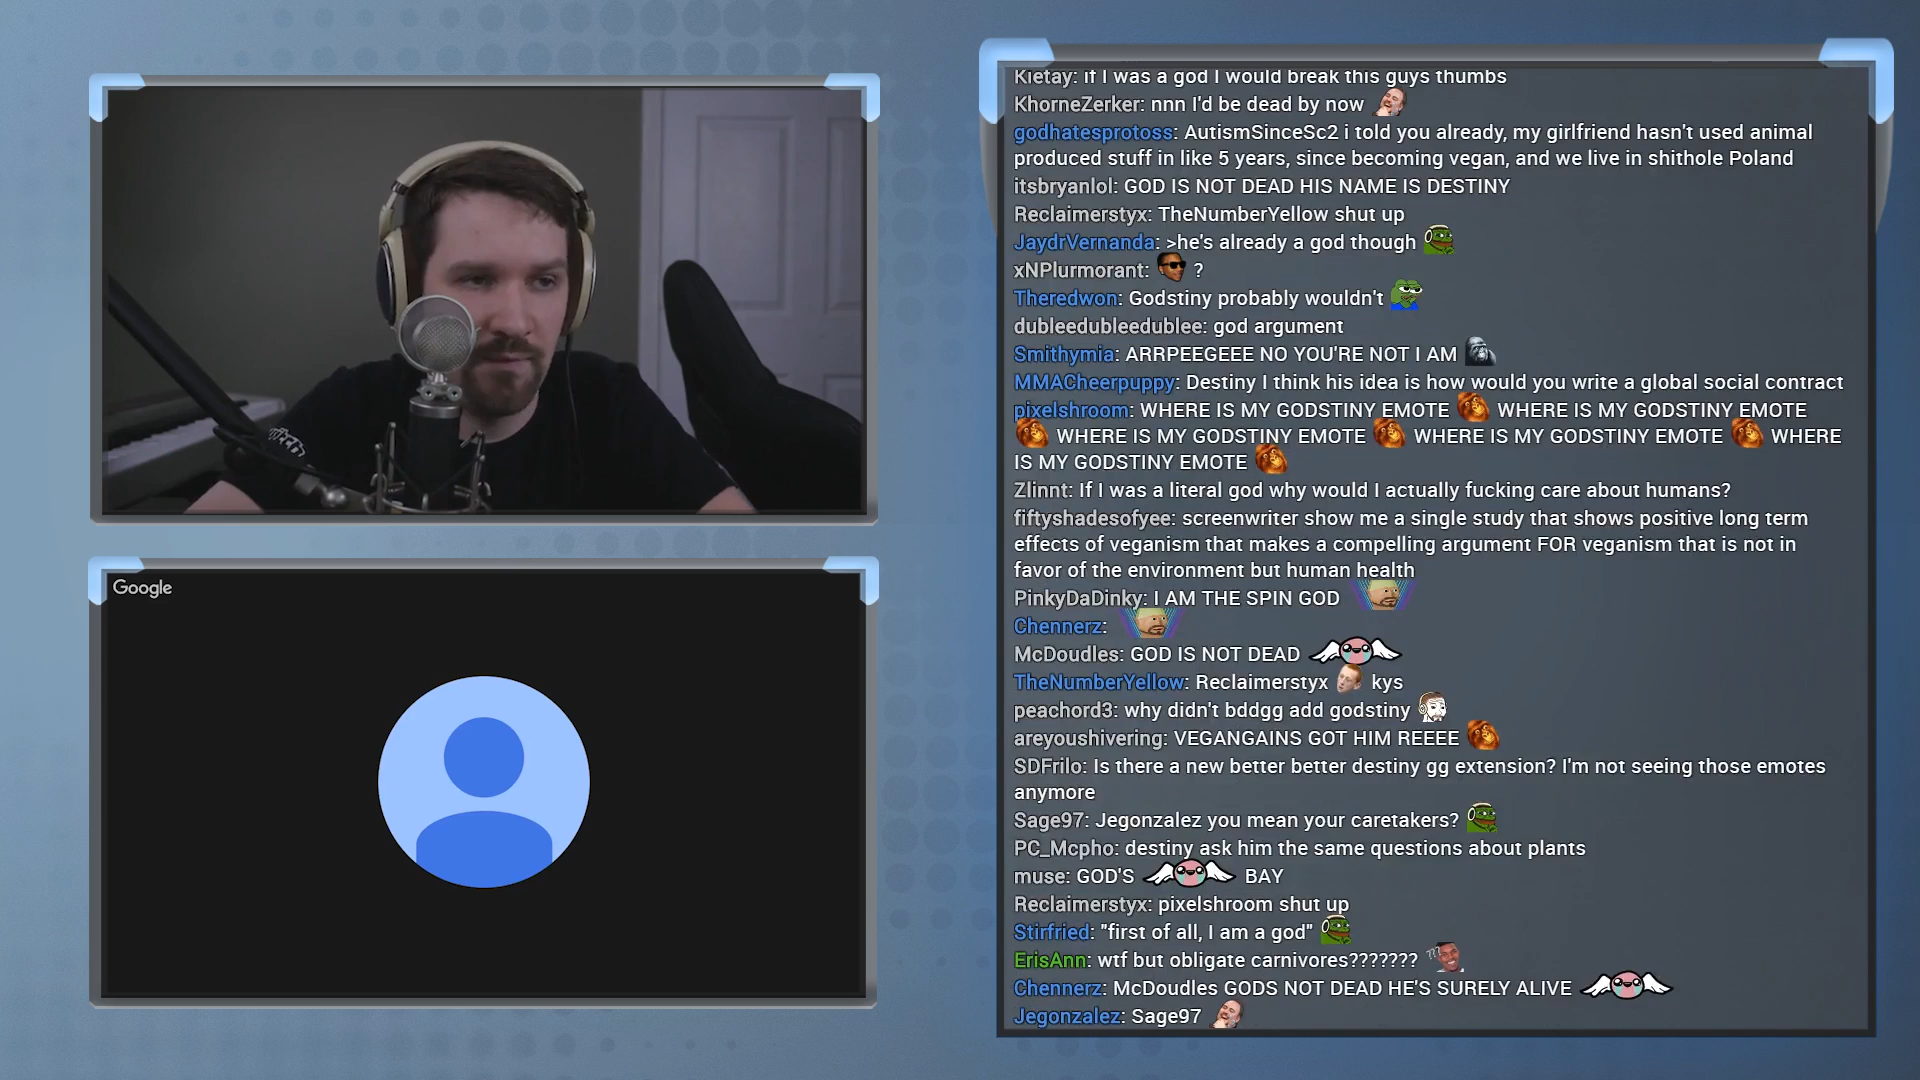 Google
Kietay: if I was a god I would break this guys thumbs
KhorneZerker: nnn I'd be dead by now
godhatesprotoss: AutismSinceSc2 i told you already, my girlfriend hasn't used animal
produced stuff in like 5 years, since becoming vegan, and we live in shithole Poland
itsbryanlol: GOD IS NOT DEAD HIS NAME IS DESTINY
Reclaimerstyx: TheNumberYellow shut up
JaydrVernanda: >he's already a god though
xNPlurmorant: ?
Theredwon: Godstiny probably wouldn't
dubleedubleedublee: god argument
Smithymia: ARRPEEGEEE NO YOU'RE NOT I AM
MMACheerpuppy: Destiny I think his idea is how would you write a global social contract
pixelshroom: WHERE IS MY GODSTINY EMOTE WHERE IS MY GODSTINY EMOTE
WHERE IS MY GODSTINY EMOTE WHERE IS MY GODSTINY EMOTE WHERE
IS MY GODSTINY EMOTE
Zlinnt: If I was a literal god why would I actually fucking care about humans?
fiftyshadesofyee: screenwriter show me a single study that shows positive long term
effects of veganism that makes a compelling argument FOR veganism that is not in
favor of the environment but human health
PinkyDaDinky: I AM THE SPIN GOD
Chennerz:
McDoudles: GOD IS NOT DEAD
TheNumberYellow: Reclaimerstyx kys
peachord3: why didn't bddgg add godstiny
areyoushivering: VEGANGAINS GOT HIM REEEE
SDFrilo: Is there a new better better destiny gg extension? I'm not seeing those emotes
anymore
Sage97: Jegonzalez you mean your caretakers?
PC_Mcpho: destiny ask him the same questions about plants
muse: GOD'S BAY
Reclaimerstyx: pixelshroom shut up
Stirfried: "first of all, I am a god"
ErisAnn: wtf but obligate carnivores???????
Chennerz: McDoudles GODS NOT DEAD HE'S SURELY ALIVE
Jegonzalez: Sage97